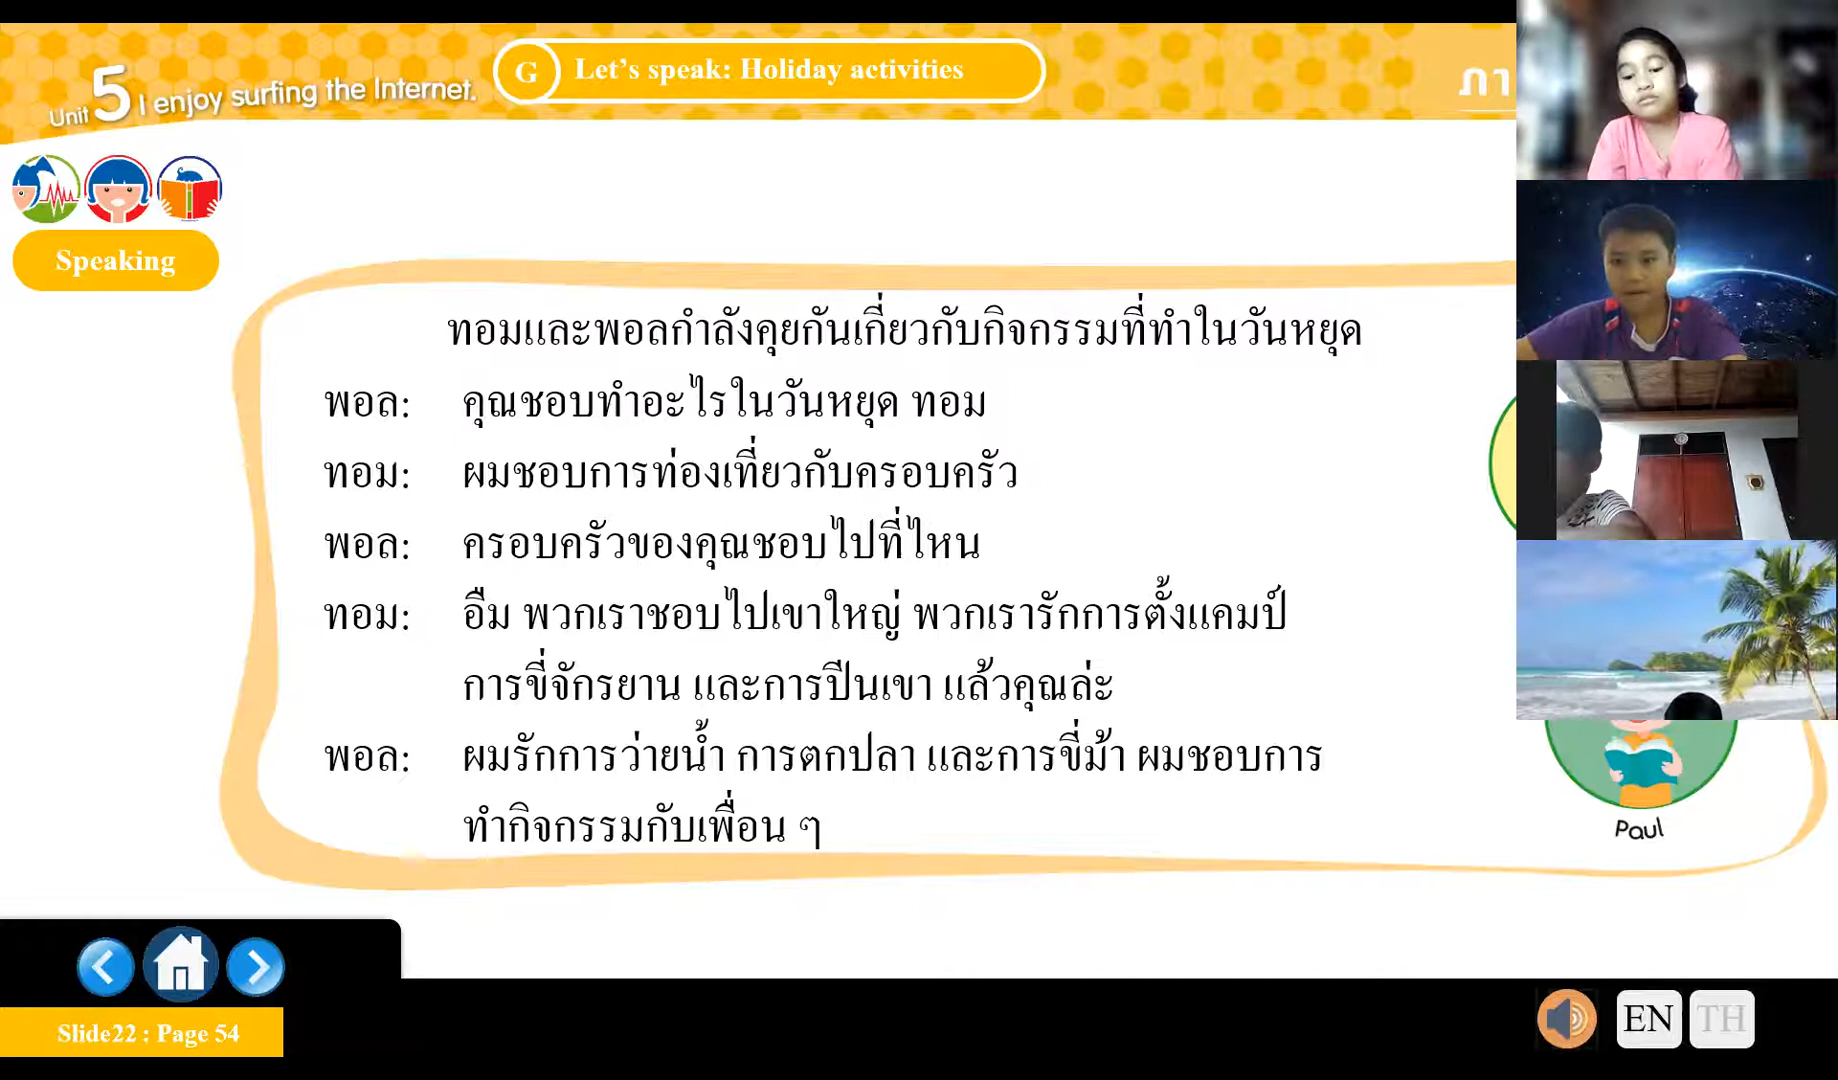 Unit 5 I enjoy surfing the Internet.
G Let's speak: Holiday activities
ภา
Speaking
ทอมและพอลกำลังคุยกันเกี่ยวกับกิจกรรมที่ทำในวันหยุด
พอล: คุณชอบทำอะไรในวันหยุด ทอม
ทอม: ผมชอบการท่องเที่ยวกับครอบครัว
พอล: ครอบครัวของคุณชอบไปที่ไหน
ทอม: อืม พวกเราชอบไปเขาใหญ่ พวกเรารักการตั้งแคมป์
การขี่จักรยาน และการปีนเขา แล้วคุณล่ะ
พอล: ผมรักการว่ายน้ำ การตกปลา และการขี่ม้า ผมชอบการ
ทำกิจกรรมกับเพื่อน ๆ
Paul
Slide22 : Page 54
EN TH